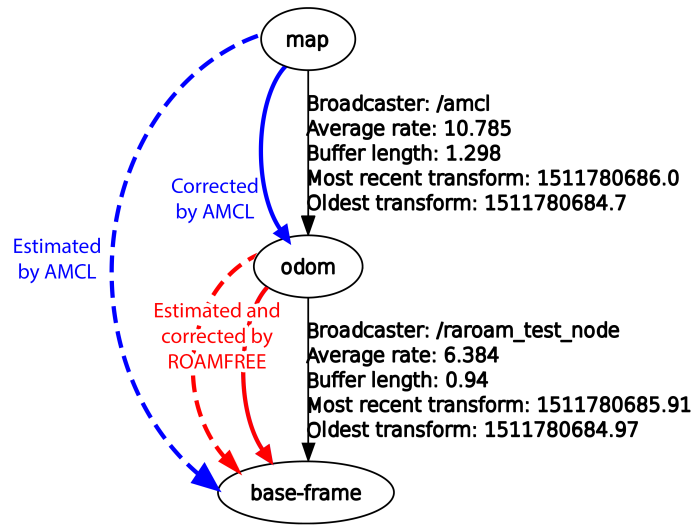 map
Broadcaster: /amcl
Average rate: 10.785
Buffer length: 1.298
Most recent transform: 1511780686.0
Oldest transform: 1511780684.7
Corrected
by AMCL
Estimated
by AMCL
odom
Estimated and
corrected by
ROAMFREE
Broadcaster: /raroam_test_node
Average rate: 6.384
Buffer length: 0.94
Most recent transform: 1511780685.91
Oldest transform: 1511780684.97
base-frame